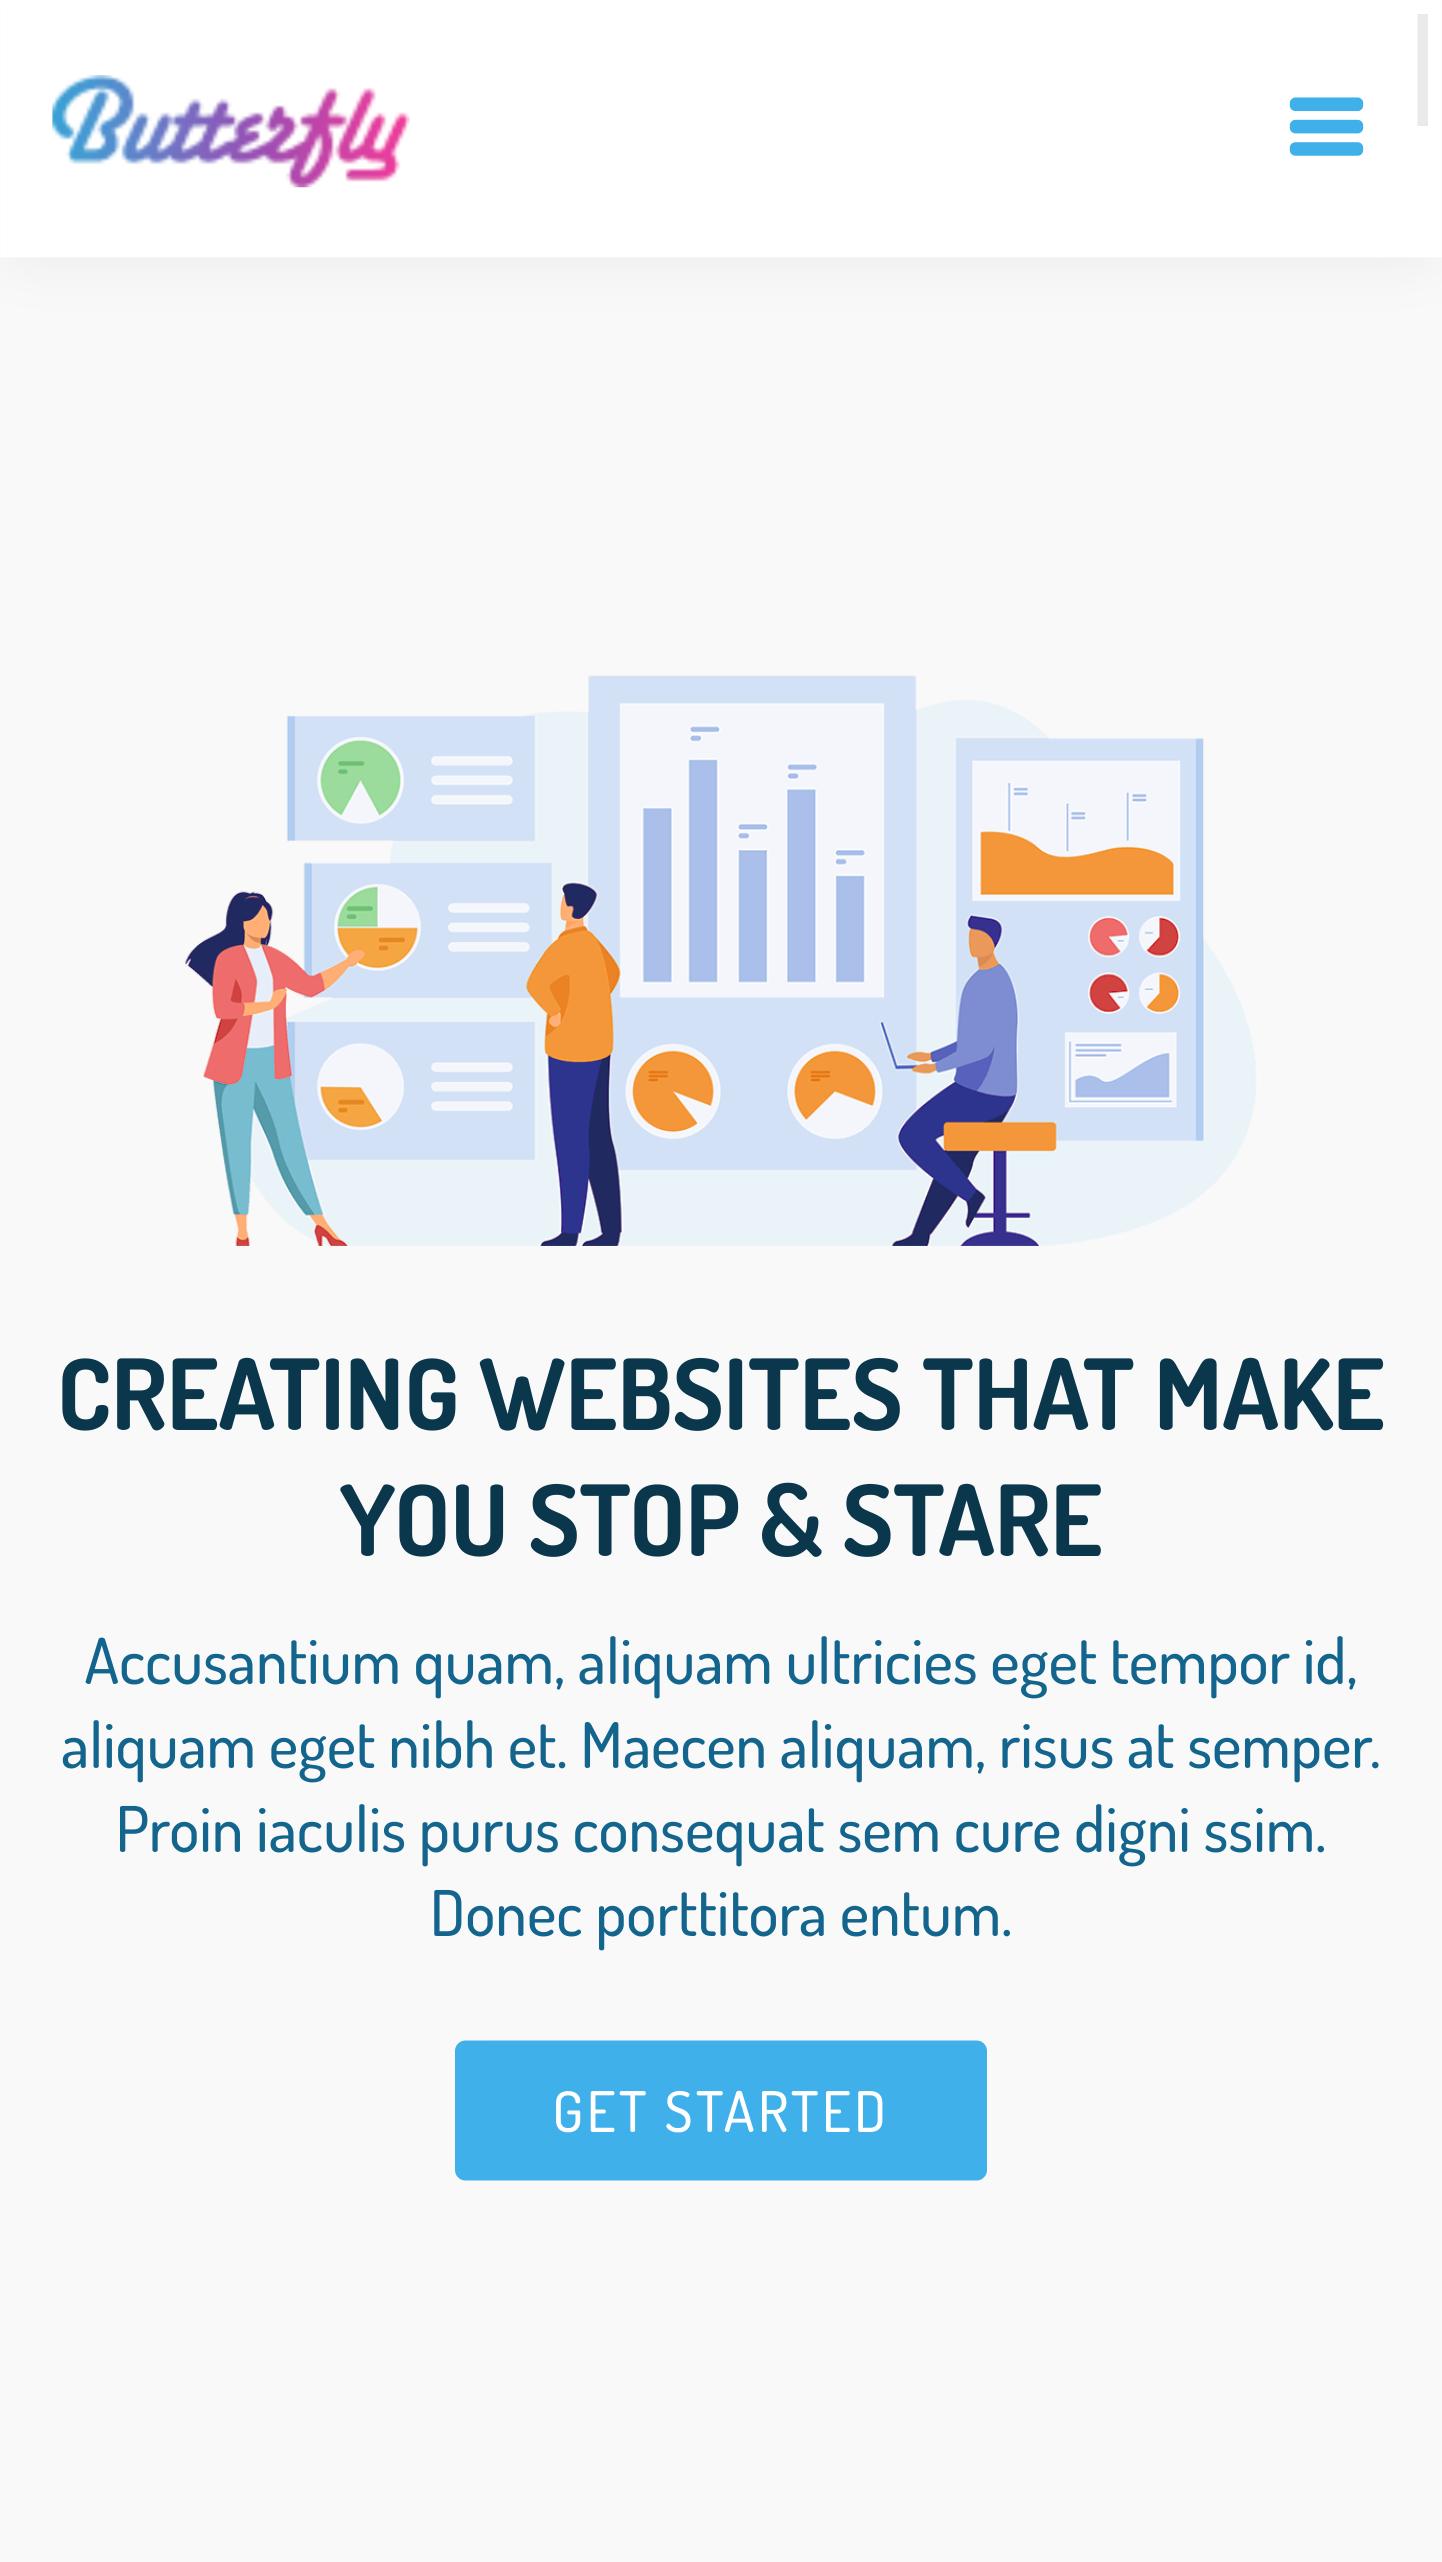 Butterfly
CREATING WEBSITES THAT MAKE
YOU STOP & STARE
Accusantium quam, aliquam ultricies eget tempor id,
aliquam eget nibh et. Maecen aliquam, risus at semper.
Proin iaculis purus consequat sem cure digni ssim.
Donec porttitora entum.
GET STARTED